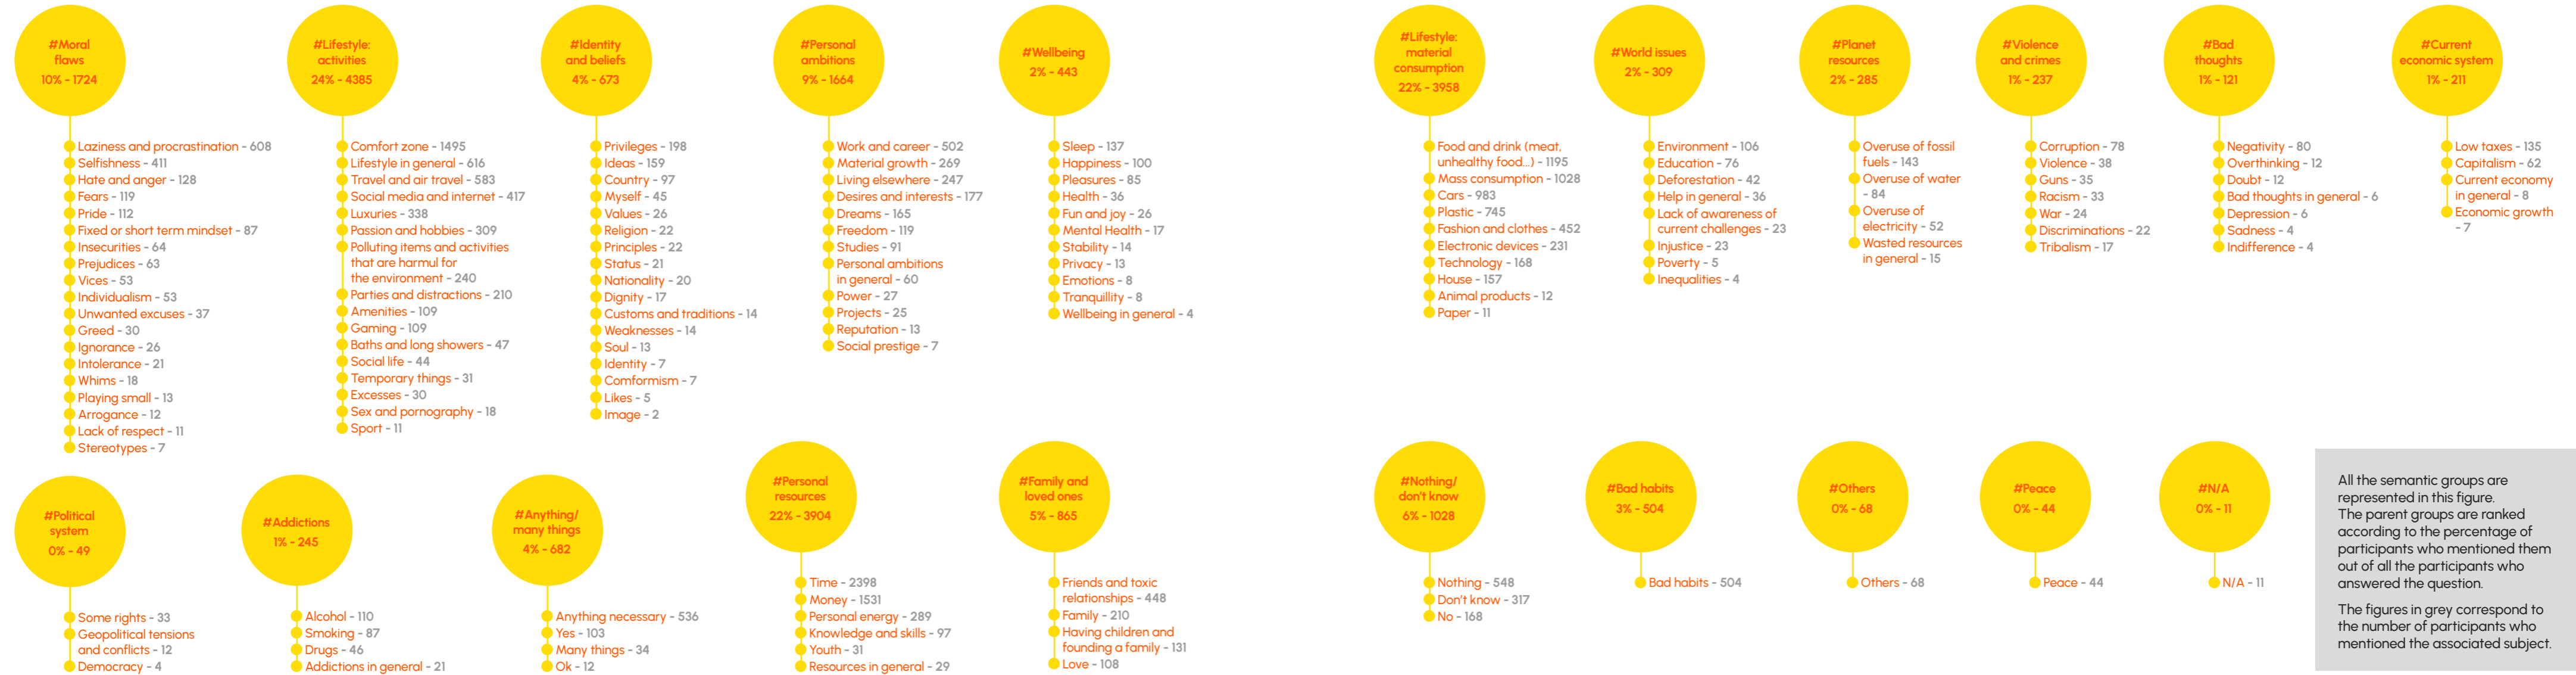 #Moral
flaws
10% - 1724
Laziness and procrastination - 608
Selfishness - 411
Hate and anger - 128
Fears - 119
Pride - 112
Fixed or short term mindset - 87
Insecurities - 64
Prejudices - 63
Vices - 53
Individualism - 53
Unwanted excuses - 37
Greed - 30
Ignorance - 26
Intolerance - 21
Whims - 18
Playing small - 13
Arrogance - 12
Lack of respect - 11
Stereotypes - 7
#Lifestyle:
activities
24% - 4385
Comfort zone - 1495
Lifestyle in general - 616
Travel and air travel - 583
Social media and internet - 417
Luxuries - 338
Passion and hobbies - 309
Polluting items and activities
that are harmul for
the environment - 240
Parties and distractions - 210
Amenities - 109
Gaming - 109
Baths and long showers - 47
Social life - 44
Temporary things - 31
Excesses - 30
Sex and pornography - 18
Sport - 11
#Identity
and beliefs
4% - 673
Privileges - 198
Ideas - 159
Country - 97
Myself - 45
Values - 26
Religion - 22
Principles - 22
Status - 21
Nationality - 20
Dignity - 17
Customs and traditions - 14
Weaknesses - 14
Soul - 13
Identity - 7
Comformism - 7
Likes - 5
Image - 2
#Personal
ambitions
9% - 1664
Work and career - 502
Material growth - 269
Living elsewhere - 247
Desires and interests - 177
Dreams - 165
Freedom - 119
Studies - 91
Personal ambitions
in general - 60
Power - 27
Projects - 25
Reputation - 13
Social prestige - 7
#Wellbeing
2% - 443
Sleep - 137
Happiness - 100
Pleasures - 85
Health - 36
Fun and joy - 26
Mental Health - 17
Stability - 14
Privacy - 13
Emotions - 8
Tranquillity - 8
Wellbeing in general - 4
#Lifestyle:
material
consumption
22% - 3958
Food and drink (meat,
unhealthy food...) - 1195
Mass consumption - 1028
Cars - 983
Plastic - 745
Fashion and clothes - 452
Electronic devices - 231
Technology - 168
House - 157
Animal products - 12
Paper - 11
#World issues
2% - 309
Environment - 106
Education - 76
Deforestation - 42
Help in general - 36
Lack of awareness of
current challenges - 23
Injustice - 23
Poverty - 5
Inequalities - 4
#Planet
resources
2% - 285
Overuse of fossil
fuels - 143
Overuse of water
- 84
Overuse of
electricity - 52
Wasted resources
in general - 15
#Violence
and crimes
1% - 237
Corruption - 78
Violence - 38
Guns - 35
Racism - 33
War - 24
Discriminations - 22
Tribalism - 17
#Bad
thoughts
1% - 121
Negativity - 80
Overthinking - 12
Doubt - 12
Bad thoughts in general - 6
Depression - 6
Sadness - 4
Indifference - 4
#Current
economic system
1% - 211
Low taxes - 135
Capitalism - 62
Current economy
in general - 8
Economic growth
- 7
#Political
system
0% - 49
Some rights - 33
Geopolitical tensions
and conflicts - 12
Democracy - 4
#Addictions
1% - 245
Alcohol - 110
Smoking - 87
Drugs - 46
Addictions in general - 21
#Anything/
many things
4% - 682
Anything necessary - 536
Yes - 103
Many things - 34
Ok - 12
#Personal
resources
22% - 3904
Time - 2398
Money - 1531
Personal energy - 289
Knowledge and skills - 97
Youth - 31
Resources in general - 29
#Family and
loved ones
5% - 865
Friends and toxic
relationships - 448
Family - 210
Having children and
founding a family - 131
Love - 108
#Nothing/
don't know
6% - 1028
Nothing - 548
Don't know - 317
No - 168
#Bad habits
3% - 504
Bad habits - 504
#Others
0% - 68
Others - 68
#Peace
0% - 44
Peace - 44
#N/A
0% - 11
N/A - 11
All the semantic groups are
represented in this figure.
The parent groups are ranked
according to the percentage of
participants who mentioned them
out of all the participants who
answered the question.
The figures in grey correspond to
the number of participants who
mentioned the associated subject.